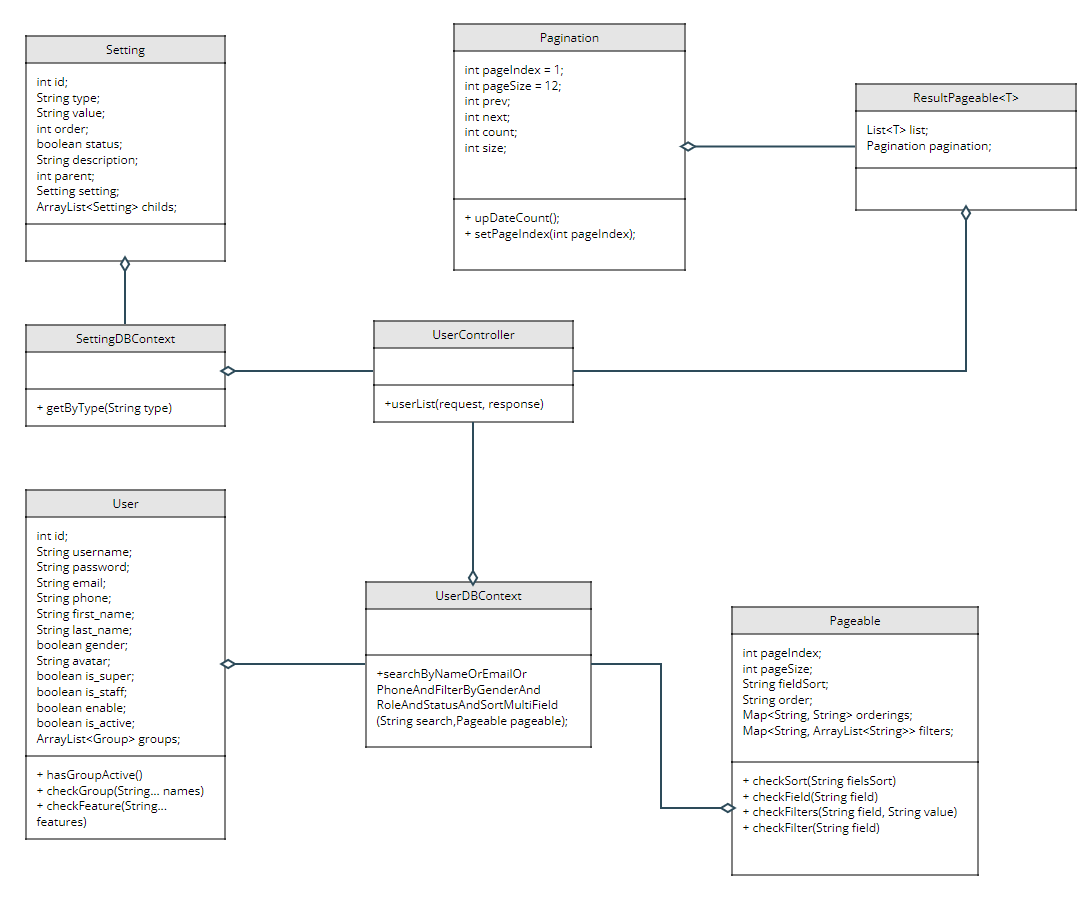 Setting
int id;
String type;
String value;
int order;
boolean status;
String description;
int parent;
Setting setting;
ArrayList<Setting> childs;
Pagination
int pageIndex = 1;
int pageSize = 12;
int prev;
int next;
int count;
int size;
+ upDateCount();
+ setPageIndex(int pageIndex);
ResultPageable<T>
List<T> list;
Pagination pagination;
SettingDBContext
+ getByType(String type)
UserController
+userList(request, response)
User
int id;
String username;
String password;
String email;
String phone;
String first_name;
String last_name;
boolean gender;
String avatar;
boolean is_super;
boolean is_staff;
boolean enable;
boolean is_active;
ArrayList<Group> groups;
+ hasGroupActive()
+ checkGroup(String... names)
+ checkFeature(String...
features)
UserDBContext
+searchByNameOrEmailOr
PhoneAndFilterByGenderAnd
RoleAndStatusAndSortMultiField
(String search,Pageable pageable);
Pageable
int pageIndex;
int pageSize;
String fieldSort;
String order;
Map<String, String> orderings;
Map<String, ArrayList<String>> filters;
+ checkSort(String fielsSort)
+ checkField(String field)
+ checkFilters(String field, String value)
+ checkFilter(String field)